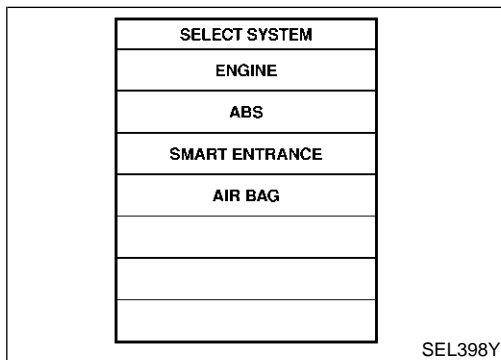 SELECT SYSTEM
ENGINE
ABS
SMART ENTRANCE
AIR BAG
SEL398Y